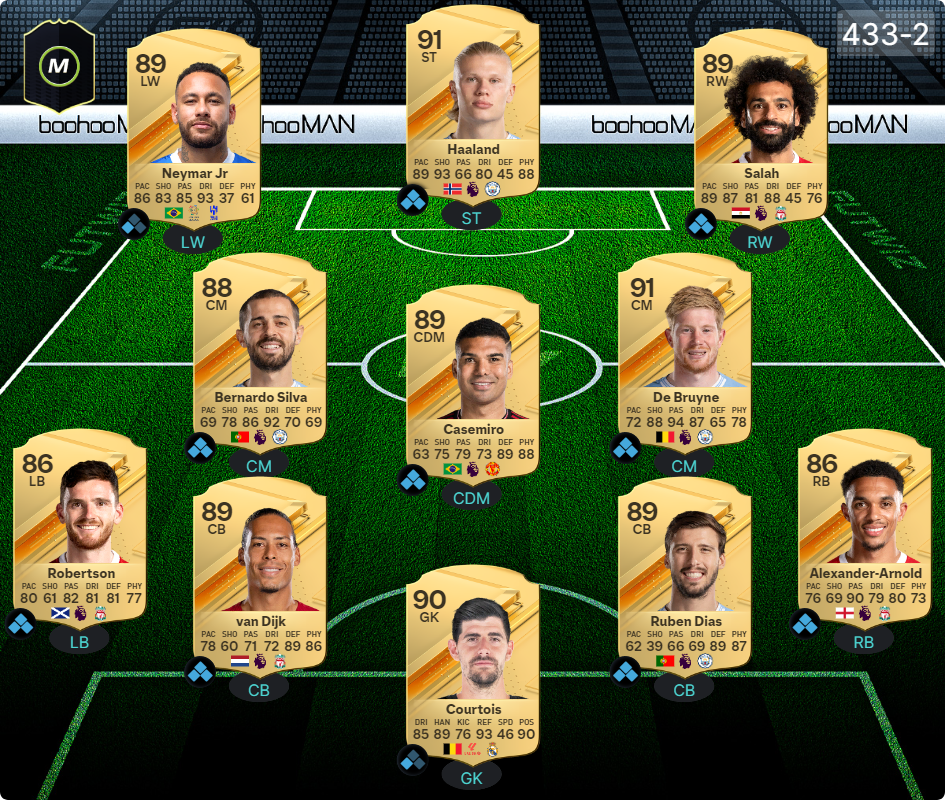 433-2
M
boohooM
hooMAN
boohooMA
ooMAN
FUTWIZ
FUTWIZ
89
LW
Neymar Jr
PAC SHO PAS DRI DEF PHY
86 83 85 93 37 61
LW
91
ST
Haaland
PAC SHO PAS DRI DEF PHY
89 93 66 80 45 88
ST
89
RW
Salah
PAC SHO PAS DRI DEF PHY
89 87 81 88 45 76
RW
88
CM
Bernardo Silva
PAC SHO PAS DRI DEF PHY
69 78 86 92 70 69
CM
89
CDM
Casemiro
PAC SHO PAS DRI DEF PHY
63 75 79 73 89 88
CDM
91
CM
De Bruyne
PAC SHO PAS DRI DEF PHY
72 88 94 87 65 78
CM
86
LB
Robertson
PAC SHO PAS DRI DEF PHY
80 61 82 81 81 77
LB
89
CB
van Dijk
PAC SHO PAS DRI DEF PHY
78 60 71 72 89 86
CB
90
GK
Courtois
DRI HAN KIC REF SPD POS
85 89 76 93 46 90
GK
89
CB
Ruben Dias
PAC SHO PAS DRI DEF PHY
62 39 66 69 89 87
CB
86
RB
Alexander-Arnold
PAC SHO PAS DRI DEF PHY
76 69 90 79 80 73
RB